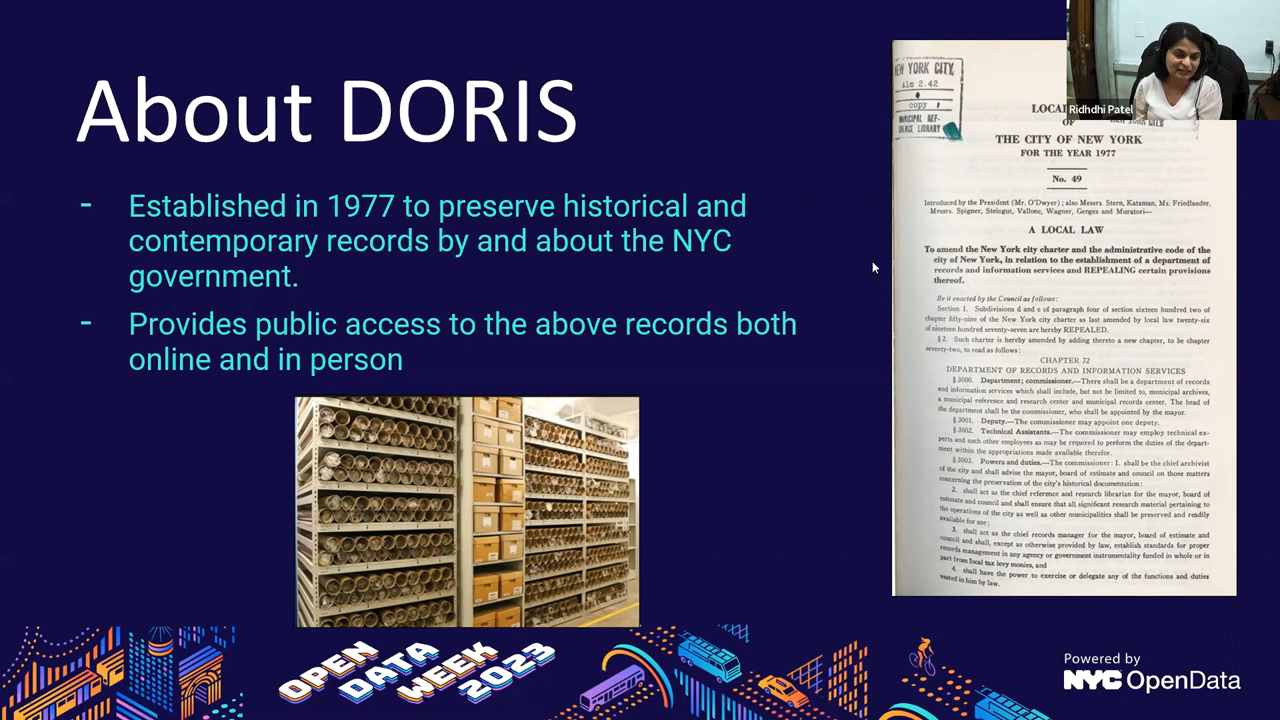 About DORIS
- Established in 1977 to preserve historical and
contemporary records by and about the NYC
government.
- Provides public access to the above records both
online and in person
Ridhdhi Patel
NEW YORK CITY
alm 2.42
copy 1
MUNICIPAL REF-
ERENCE LIBRARY
LOCAL
OF
THE CITY OF NEW YORK
FOR THE YEAR 1977
No. 49
Introduced by the President (Mr. O'Dwyer); also Messrs. Stern, Katzman, Ms. Friedlander,
Messrs. Spigner, Steingut, Vallone, Wagner, Gerges and Muratori—
A LOCAL LAW
To amend the New York city charter and the administrative code of the
city of New York, in relation to the establishment of a department of
records and information services and REPEALING certain provisions
thereof.
Be it enacted by the Council as follows:
Section 1. Subdivisions d and e of paragraph four of section sixteen hundred two of
chapter fifty-nine of the New York city charter as last amended by local law twenty-six
of nineteen hundred seventy-seven are hereby REPEALED.
§ 2. Such charter is hereby amended by adding thereto a new chapter, to be chapter
seventy-two, to read as follows:
CHAPTER 72
DEPARTMENT OF RECORDS AND INFORMATION SERVICES
§ 3000. Department; commissioner.—There shall be a department of records
and information services which shall include, but not be limited to, municipal archives,
a municipal reference and research center and municipal records center. The head of
the department shall be the commissioner, who shall be appointed by the mayor.
§ 3001. Deputy.—The commissioner may appoint one deputy.
§ 3002. Technical Assistants.—The commissioner may employ technical ex-
perts and such other employees as may be required to perform the duties of the depart-
ment within the appropriations made available therefor.
§ 3003. Powers and duties.—The commissioner: 1. shall be the chief archivist
of the city and shall advise the mayor, board of estimate and council on those matters
concerning the preservation of the city's historical documentation:
2. shall act as the chief reference and research librarian for the mayor, board of
estimate and council and shall ensure that all significant research material pertaining to
the operations of the city as well as other municipalities shall be preserved and readily
available for use;
3. shall act as the chief records manager for the mayor, board of estimate and
council and shall, except as otherwise provided by law, establish standards for proper
records management in any agency or government instrumentality funded in whole or in
part from local tax levy monies, and
4. shall have the power to exercise or delegate any of the functions and duties
vested in him by law.
OPEN
DATA
WEEK
2023
Powered by
NYC OpenData